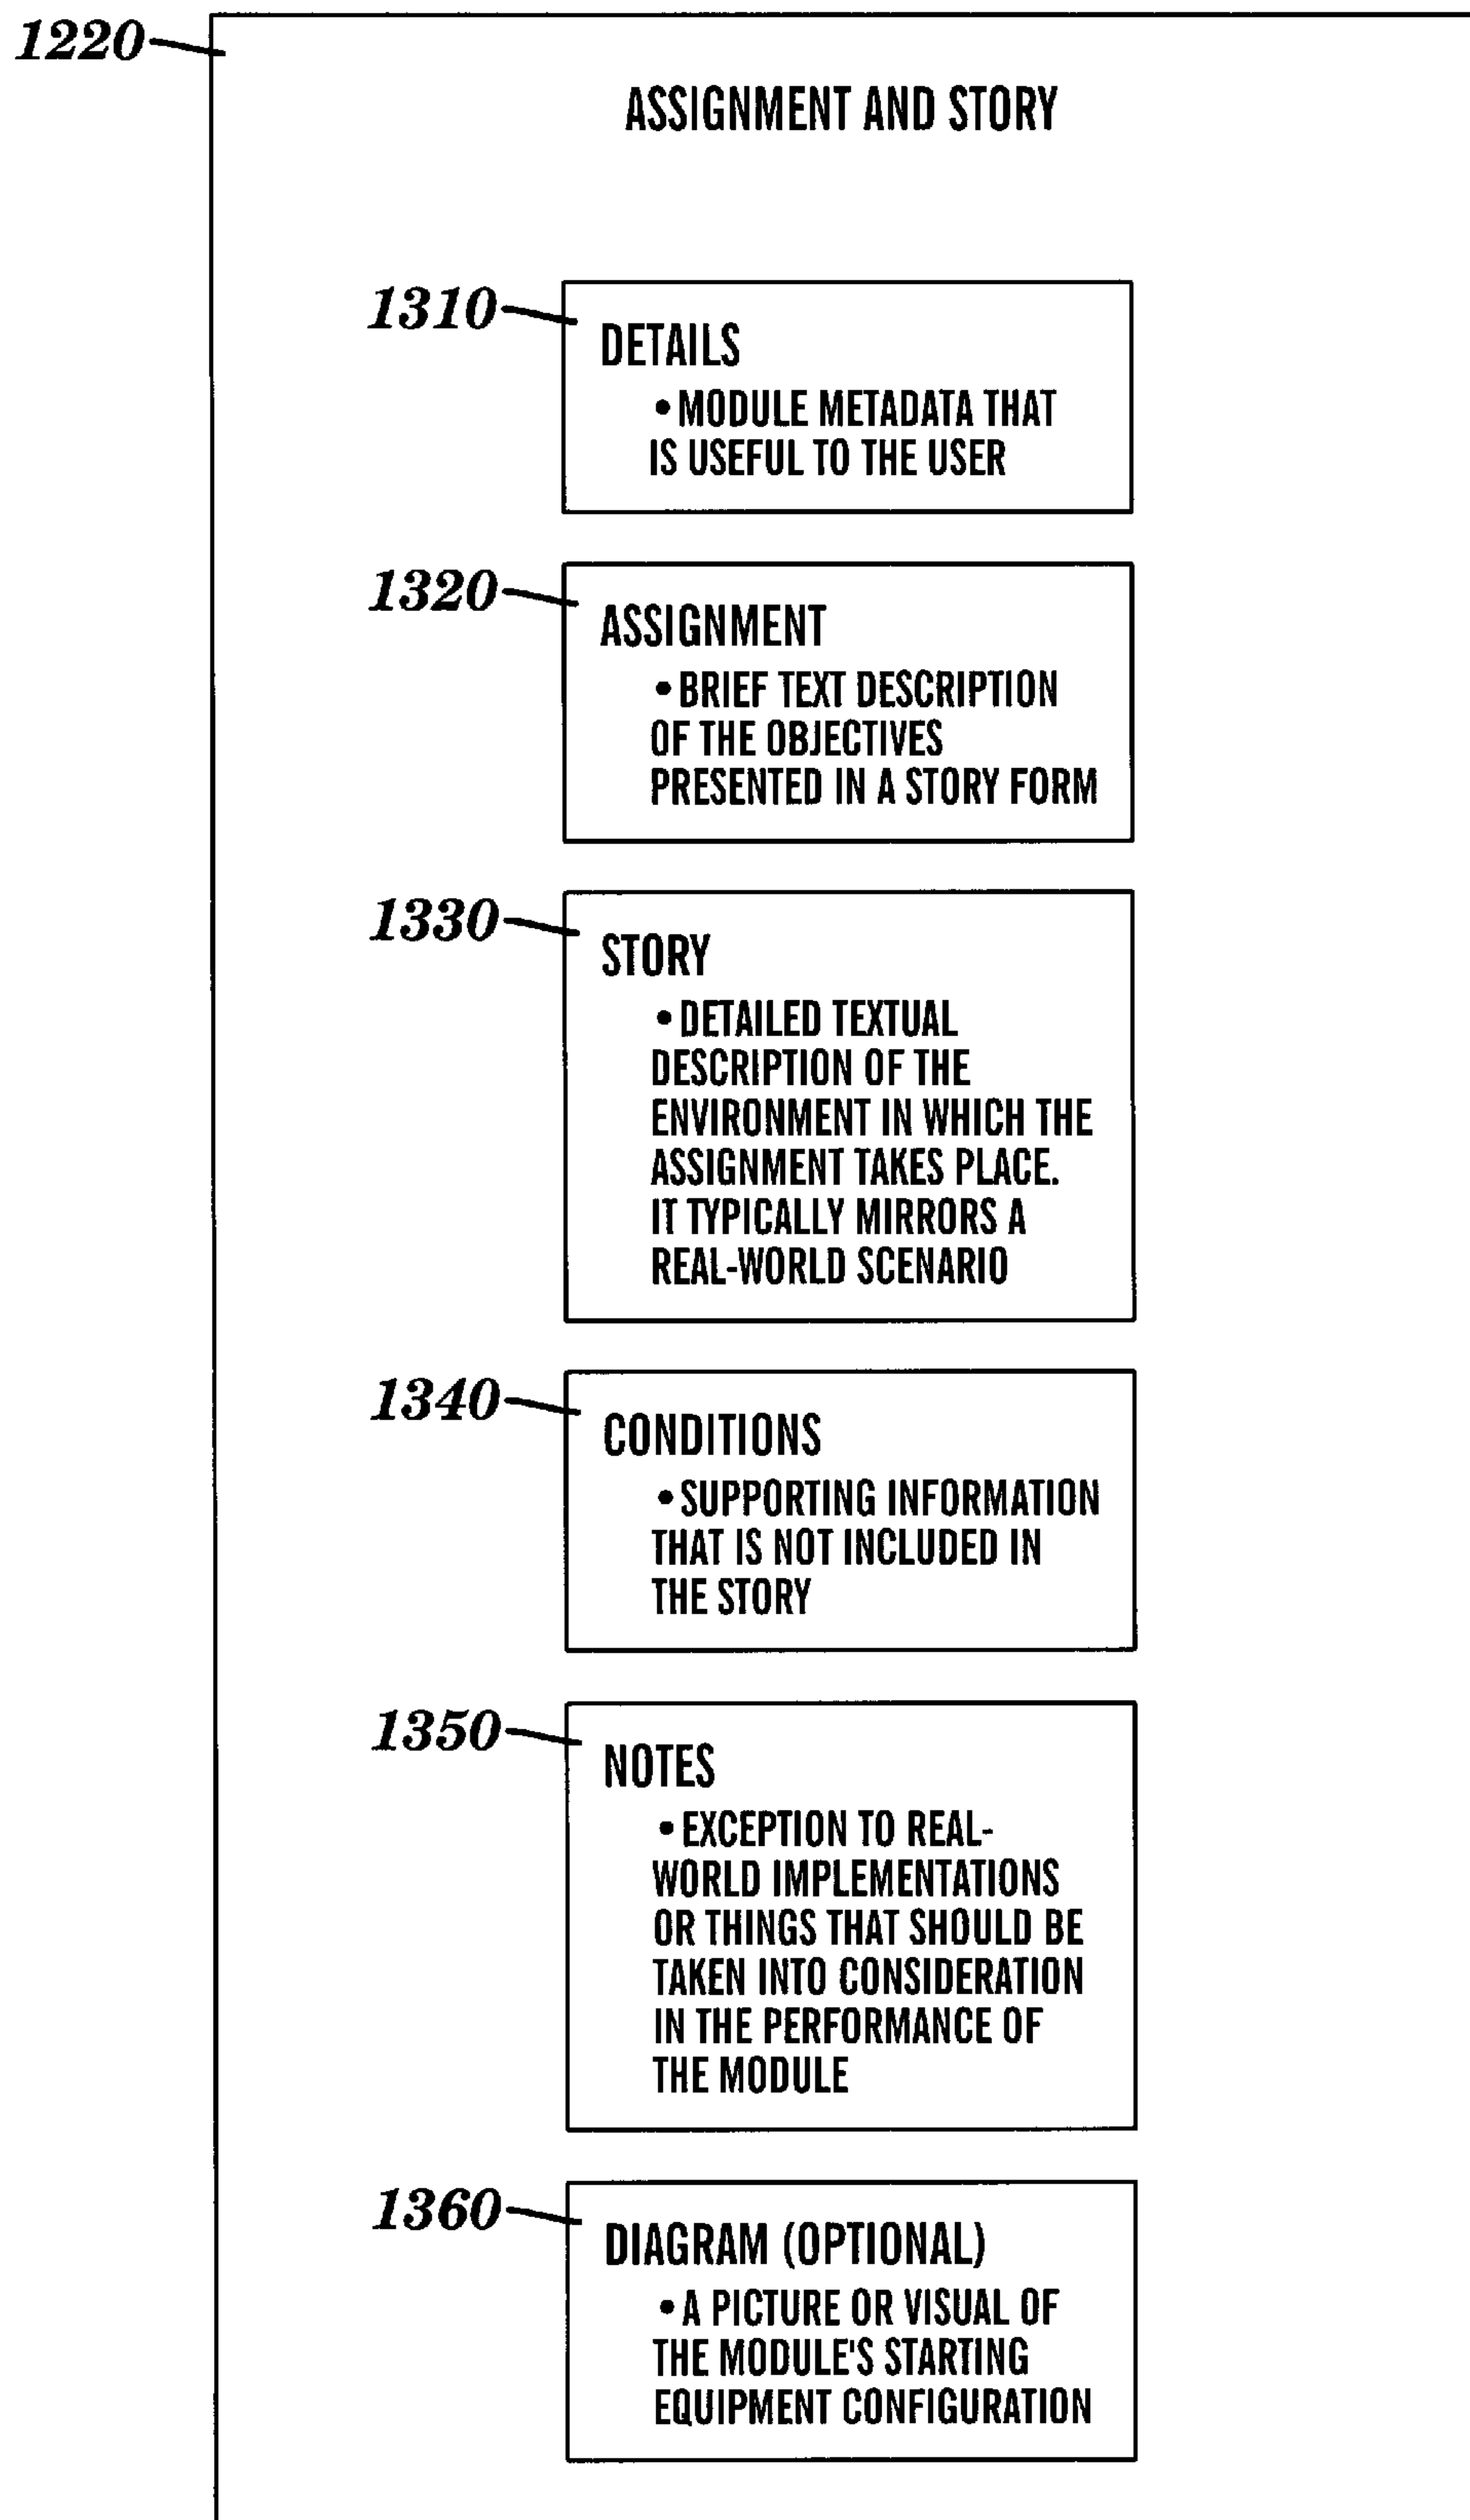 1220
ASSIGNMENT AND STORY
1310
DETAILS
• MODULE METADATA THAT
IS USEFUL TO THE USER
1320
ASSIGNMENT
• BRIEF TEXT DESCRIPTION
OF THE OBJECTIVES
PRESENTED IN A STORY FORM
1330
STORY
• DETAILED TEXTUAL
DESCRIPTION OF THE
ENVIRONMENT IN WHICH THE
ASSIGNMENT TAKES PLACE.
IT TYPICALLY MIRRORS A
REAL-WORLD SCENARIO
1340
CONDITIONS
• SUPPORTING INFORMATION
THAT IS NOT INCLUDED IN
THE STORY
1350
NOTES
• EXCEPTION TO REAL-
WORLD IMPLEMENTATIONS
OR THINGS THAT SHOULD BE
TAKEN INTO CONSIDERATION
IN THE PERFORMANCE OF
THE MODULE
1360
DIAGRAM (OPTIONAL)
• A PICTURE OR VISUAL OF
THE MODULE'S STARTING
EQUIPMENT CONFIGURATION